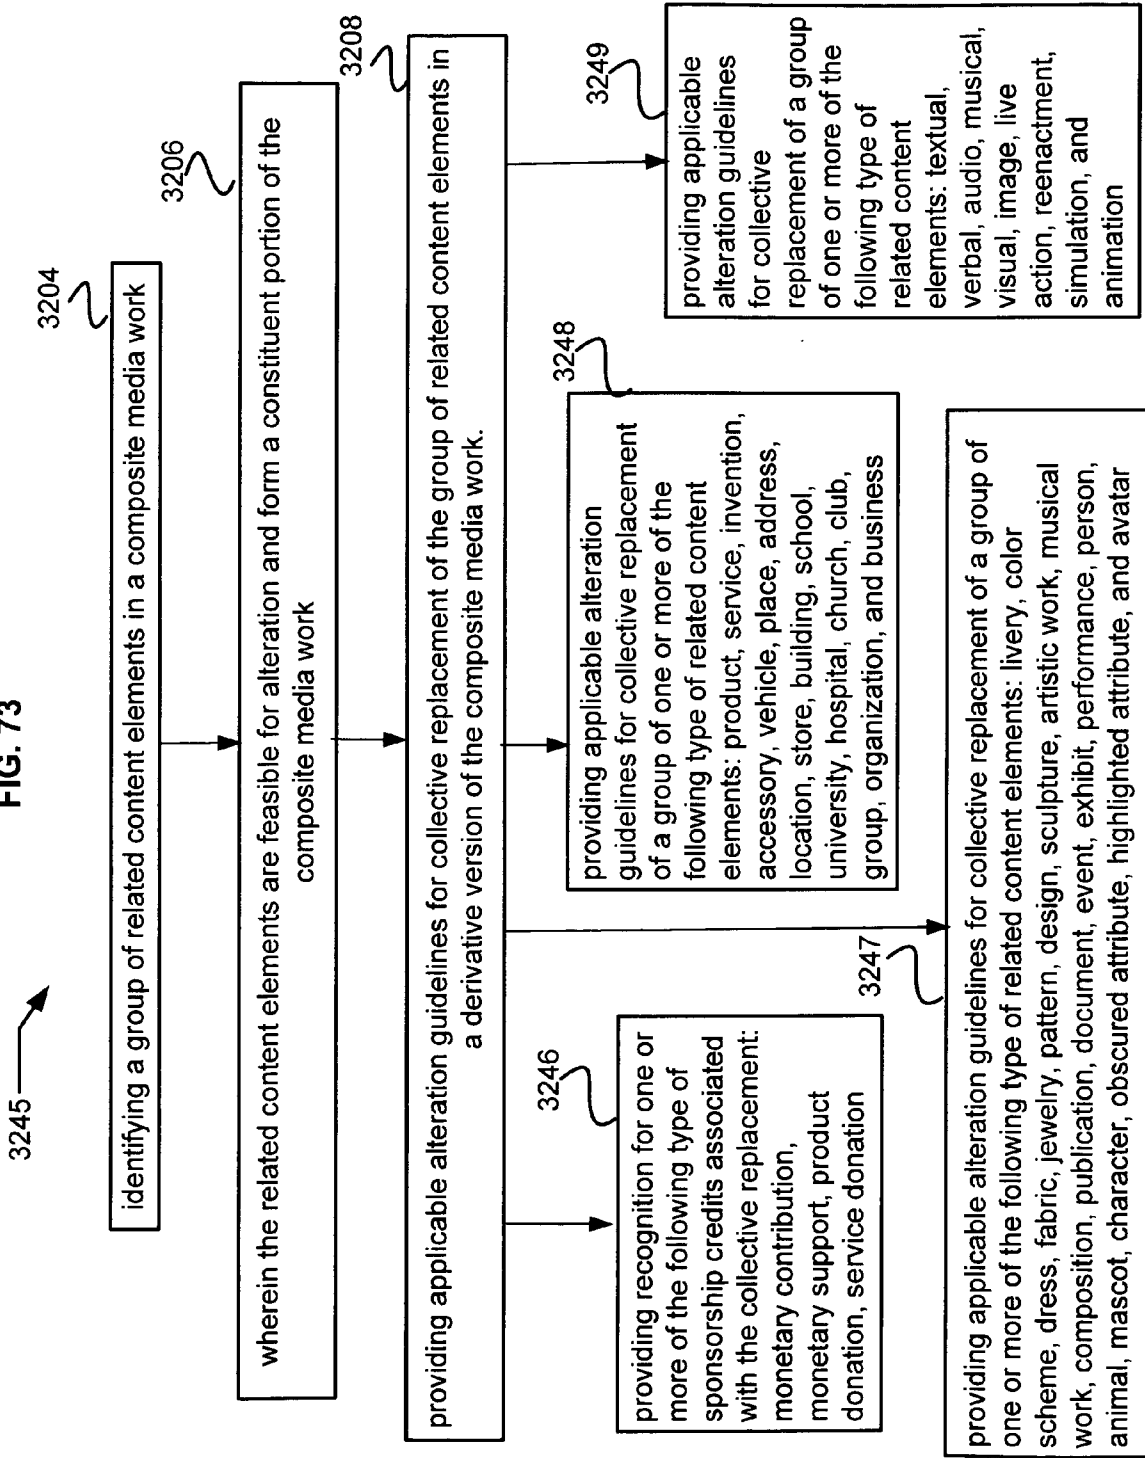 FIG. 73
3245
3204
identifying a group of related content elements in a composite media work
3206
wherein the related content elements are feasible for alteration and form a constituent portion of the
composite media work
3208
providing applicable alteration guidelines for collective replacement of the group of related content elements in
a derivative version of the composite media work.
3246
providing recognition for one or
more of the following type of
sponsorship credits associated
with the collective replacement:
monetary contribution,
monetary support, product
donation, service donation
3248
providing applicable alteration
guidelines for collective replacement
of a group of one or more of the
following type of related content
elements: product, service, invention,
accessory, vehicle, place, address,
location, store, building, school,
university, hospital, church, club,
group, organization, and business
3249
providing applicable
alteration guidelines
for collective
replacement of a group
of one or more of the
following type of
related content
elements: textual,
verbal, audio, musical,
visual, image, live
action, reenactment,
simulation, and
animation
3247
providing applicable alteration guidelines for collective replacement of a group of
one or more of the following type of related content elements: livery, color
scheme, dress, fabric, jewelry, pattern, design, sculpture, artistic work, musical
work, composition, publication, document, event, exhibit, performance, person,
animal, mascot, character, obscured attribute, highlighted attribute, and avatar